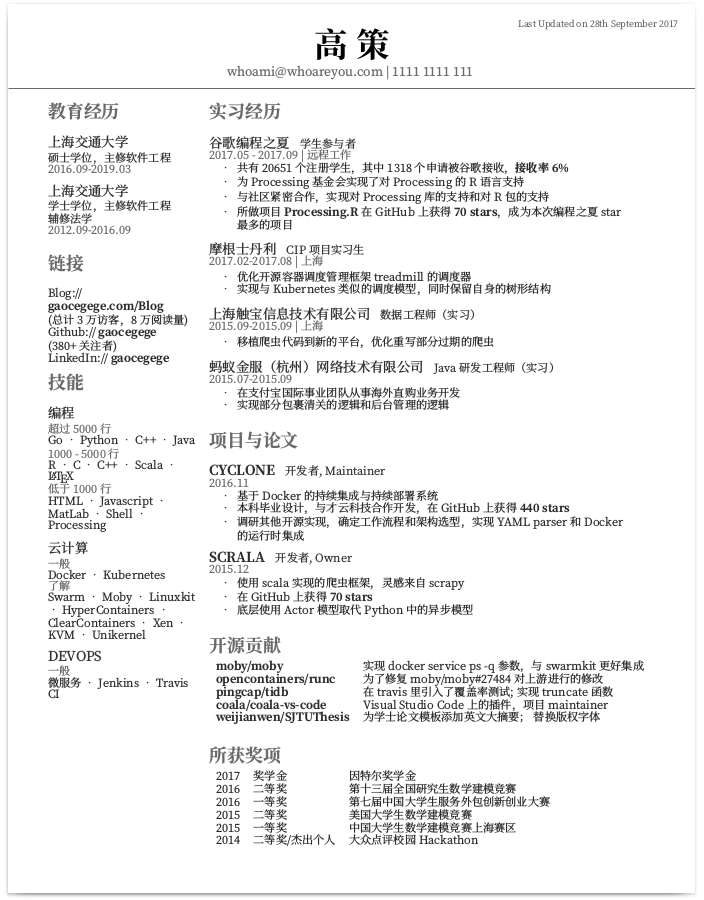 Last Updated on 28th September 2017
高 策
whoami@whoareyou.com | 1111 1111 111
教育经历
上海交通大学
硕士学位，主修软件工程
2016.09-2019.03
上海交通大学
学士学位，主修软件工程
辅修法学
2012.09-2016.09
链接
Blog://
gaocegege.com/Blog
(总计 3 万访客，8 万阅读量)
Github:// gaocegege
(380+ 关注者)
LinkedIn:// gaocegege
技能
编程
超过 5000 行
Go · Python · C++ · Java
1000 - 5000 行
R · C · C++ · Scala ·
LATEX
低于 1000 行
HTML · Javascript ·
MatLab · Shell ·
Processing
云计算
一般
Docker · Kubernetes
了解
Swarm · Moby · Linuxkit
· HyperContainers ·
ClearContainers · Xen ·
KVM · Unikernel
DEVOPS
一般
微服务 · Jenkins · Travis
CI
实习经历
谷歌编程之夏 学生参与者
2017.05 - 2017.09 | 远程工作
· 共有 20651 个注册学生，其中 1318 个申请被谷歌接收，接收率 6%
· 为 Processing 基金会实现了对 Processing 的 R 语言支持
· 与社区紧密合作，实现对 Processing 库的支持和对 R 包的支持
· 所做项目 Processing.R 在 GitHub 上获得 70 stars，成为本次编程之夏 star
最多的项目
摩根士丹利 CIP 项目实习生
2017.02-2017.08 | 上海
· 优化开源容器调度管理框架 treadmill 的调度器
· 实现与 Kubernetes 类似的调度模型，同时保留自身的树形结构
上海触宝信息技术有限公司 数据工程师（实习）
2015.09-2015.09 | 上海
· 移植爬虫代码到新的平台，优化重写部分过期的爬虫
蚂蚁金服（杭州）网络技术有限公司 Java 研发工程师（实习）
2015.07-2015.09
· 在支付宝国际事业团队从事海外直购业务开发
· 实现部分包裹清关的逻辑和后台管理的逻辑
项目与论文
CYCLONE 开发者, Maintainer
2016.11
· 基于 Docker 的持续集成与持续部署系统
· 本科毕业设计，与才云科技合作开发，在 GitHub 上获得 440 stars
· 调研其他开源实现，确定工作流程和架构选型，实现 YAML parser 和 Docker
的运行时集成
SCRALA 开发者, Owner
2015.12
· 使用 scala 实现的爬虫框架，灵感来自 scrapy
· 在 GitHub 上获得 70 stars
· 底层使用 Actor 模型取代 Python 中的异步模型
开源贡献
moby/moby 实现 docker service ps -q 参数，与 swarmkit 更好集成
opencontainers/runc 为了修复 moby/moby#27484 对上游进行的修改
pingcap/tidb 在 travis 里引入了覆盖率测试; 实现 truncate 函数
coala/coala-vs-code Visual Studio Code 上的插件，项目 maintainer
weijianwen/SJTUThesis 为学士论文模板添加英文大摘要； 替换版权字体
所获奖项
2017 奖学金 因特尔奖学金
2016 二等奖 第十三届全国研究生数学建模竞赛
2016 一等奖 第七届中国大学生服务外包创新创业大赛
2015 二等奖 美国大学生数学建模竞赛
2015 一等奖 中国大学生数学建模竞赛上海赛区
2014 二等奖/杰出个人 大众点评校园 Hackathon